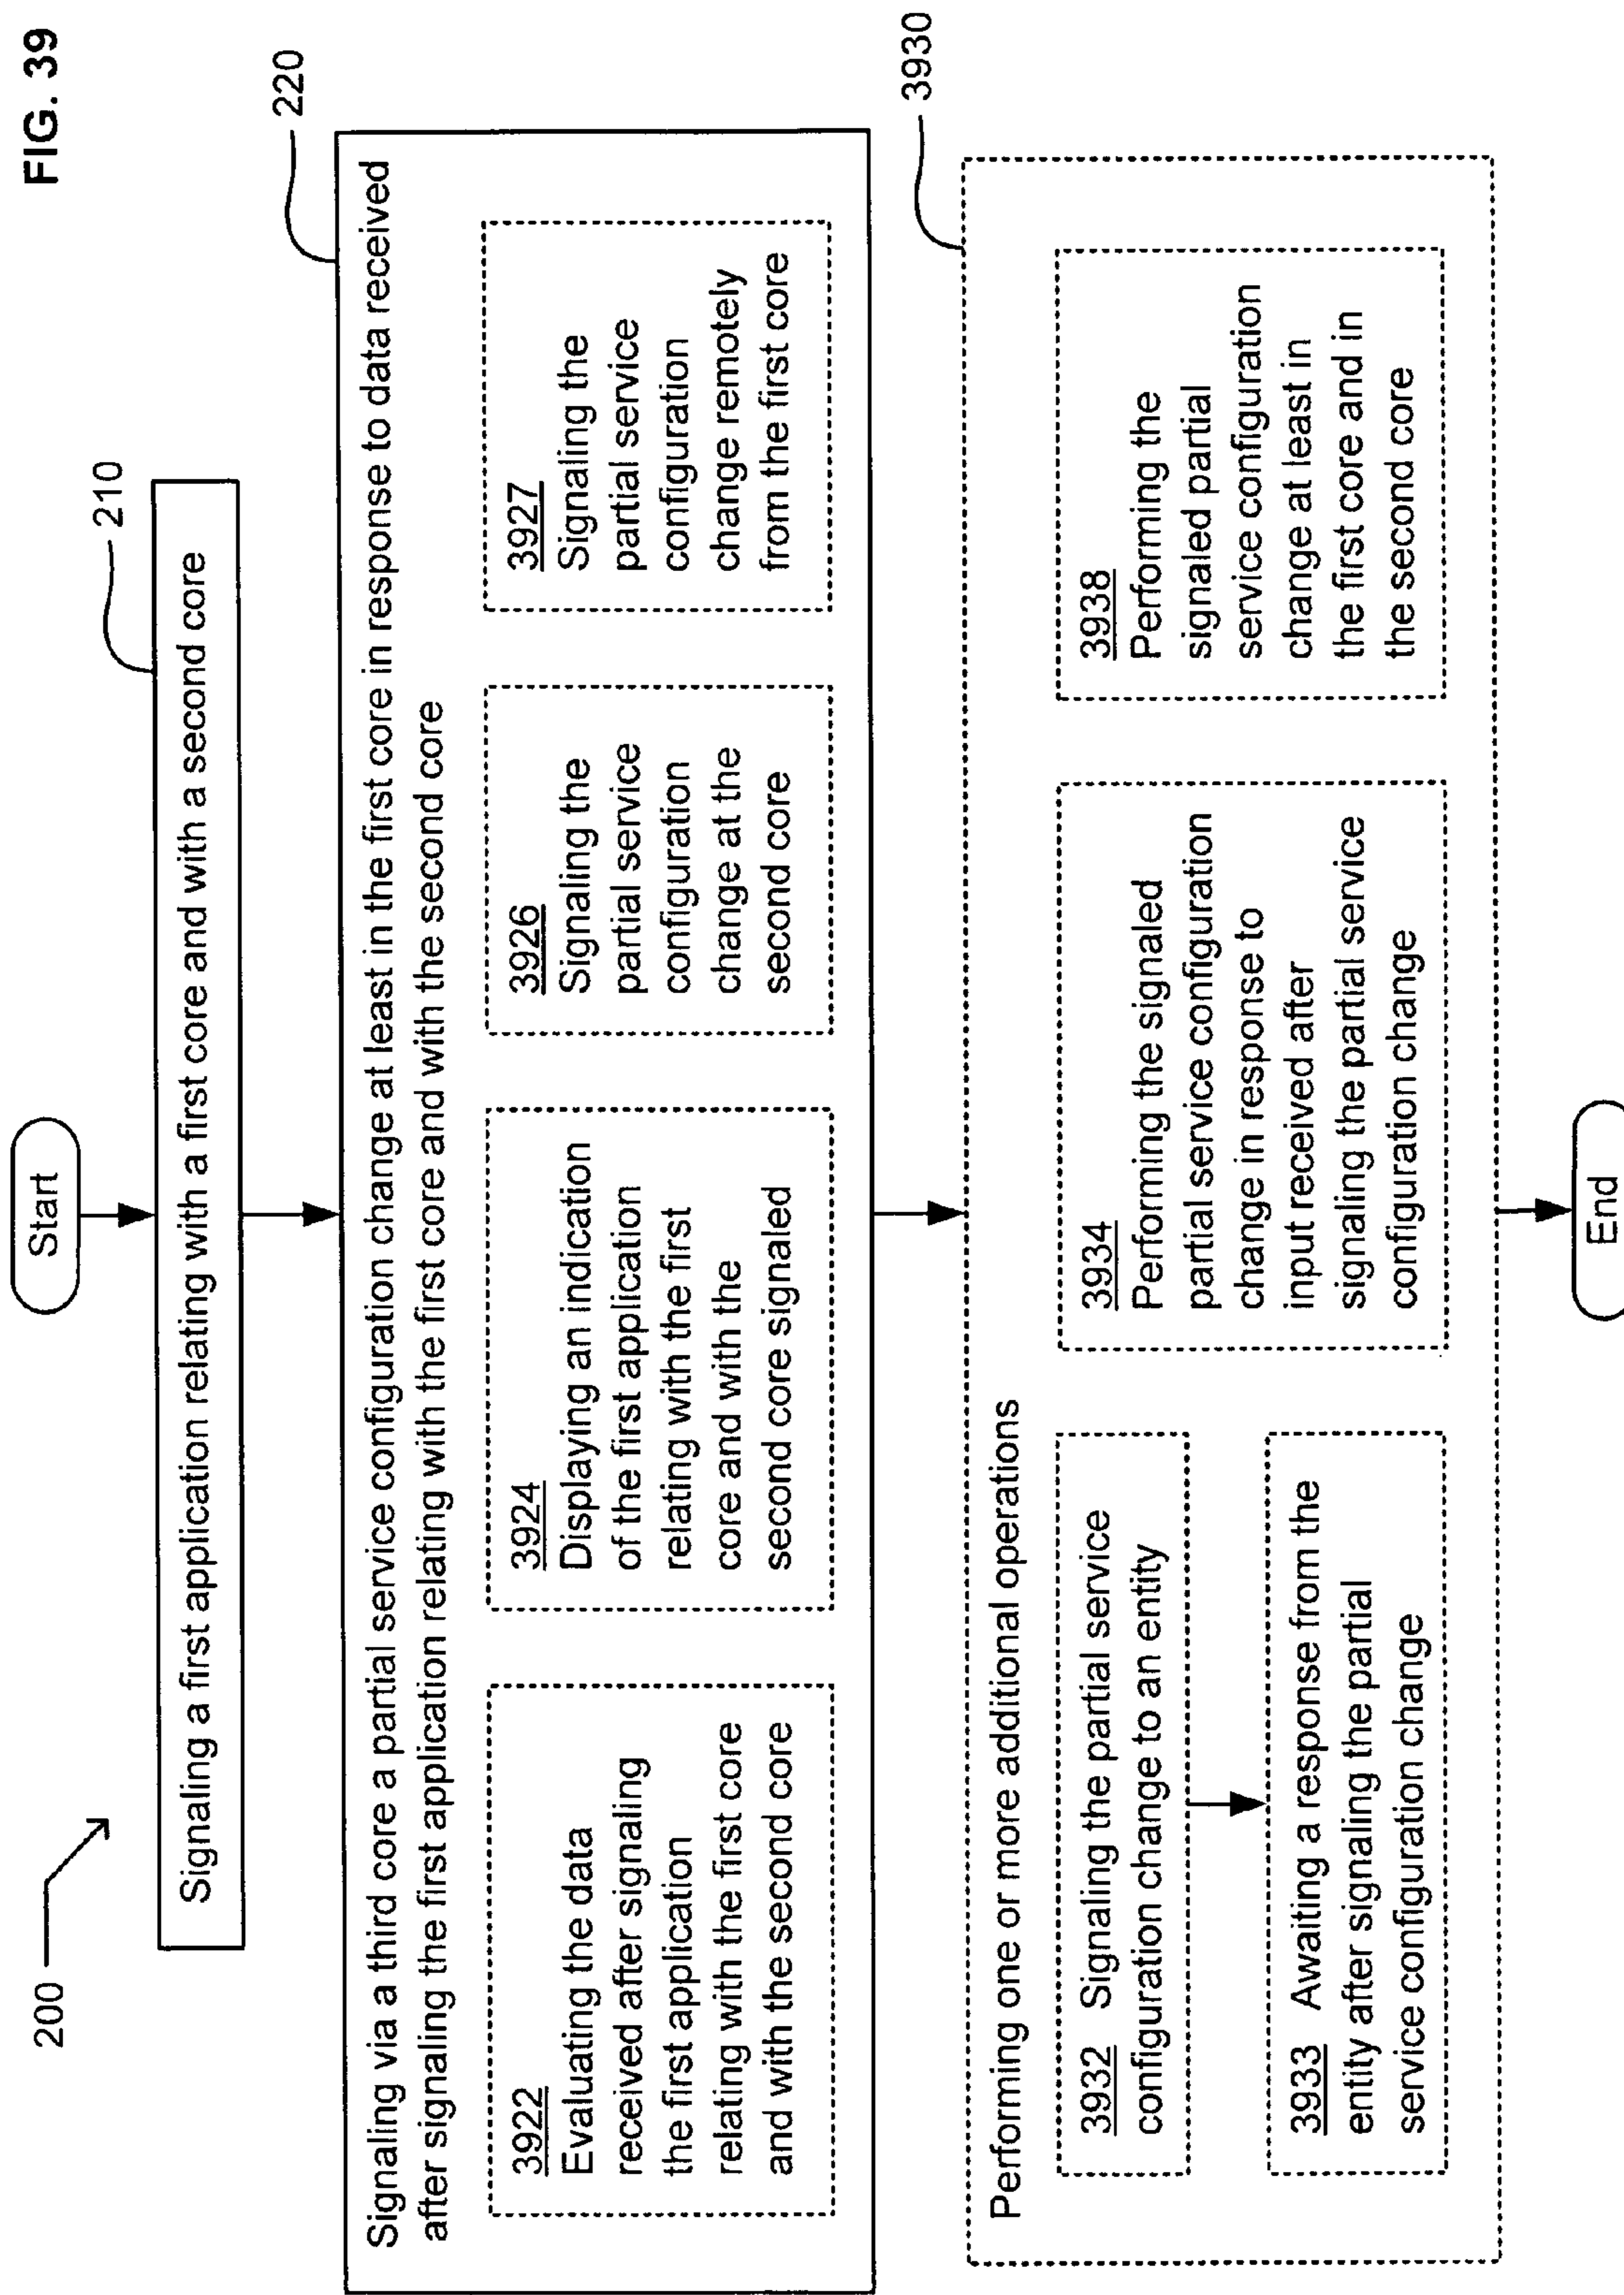 FIG. 39
200
Start
210
Signaling a first application relating with a first core and with a second core
220
Signaling via a third core a partial service configuration change at least in the first core in response to data received
after signaling the first application relating with the first core and with the second core
3922
Evaluating the data
received after signaling
the first application
relating with the first core
and with the second core
3924
Displaying an indication
of the first application
relating with the first
core and with the
second core signaled
3926
Signaling the
partial service
configuration
change at the
second core
3927
Signaling the
partial service
configuration
change remotely
from the first core
3930
Performing one or more additional operations
3932 Signaling the partial service
configuration change to an entity
3933 Awaiting a response from the
entity after signaling the partial
service configuration change
3934
Performing the signaled
partial service configuration
change in response to
input received after
signaling the partial service
configuration change
3938
Performing the
signaled partial
service configuration
change at least in
the first core and in
the second core
End